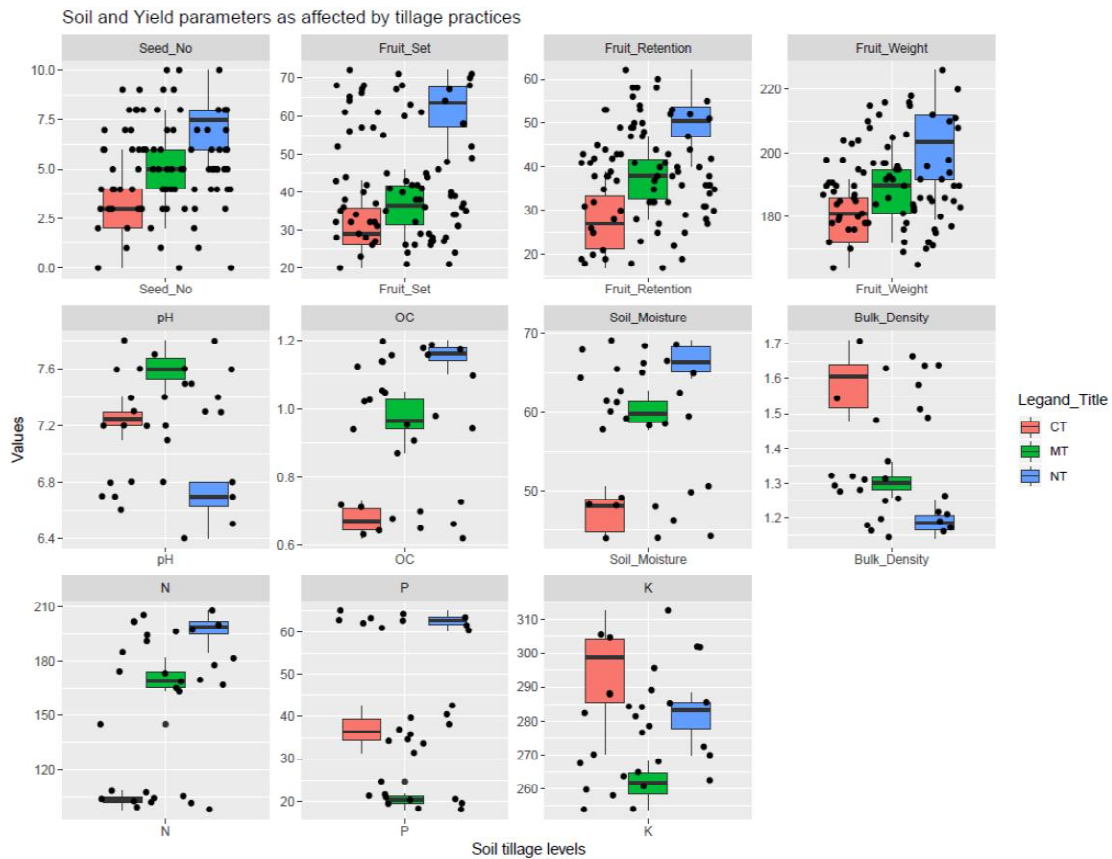 Soil and Yield parameters as affected by tillage practices
Seed_No
Fruit_Set
Fruit_Retention
Fruit_Weight
10.0
7.5
5.0
2.5
0.0
70
60
50
40
30
20
60
50
40
30
20
220
200
180
Seed_No
Fruit_Set
Fruit_Retention
Fruit_Weight
pH
OC
Soil_Moisture
Bulk_Density
7.6
7.2
6.8
6.4
1.2
1.0
0.8
0.6
70
60
50
1.7
1.6
1.5
1.4
1.3
1.2
pH
OC
Soil_Moisture
Bulk_Density
N
P
K
210
180
150
120
60
50
40
30
20
310
300
290
280
270
260
N
P
K
Values
Soil tillage levels
Legand_Title
CT
MT
NT